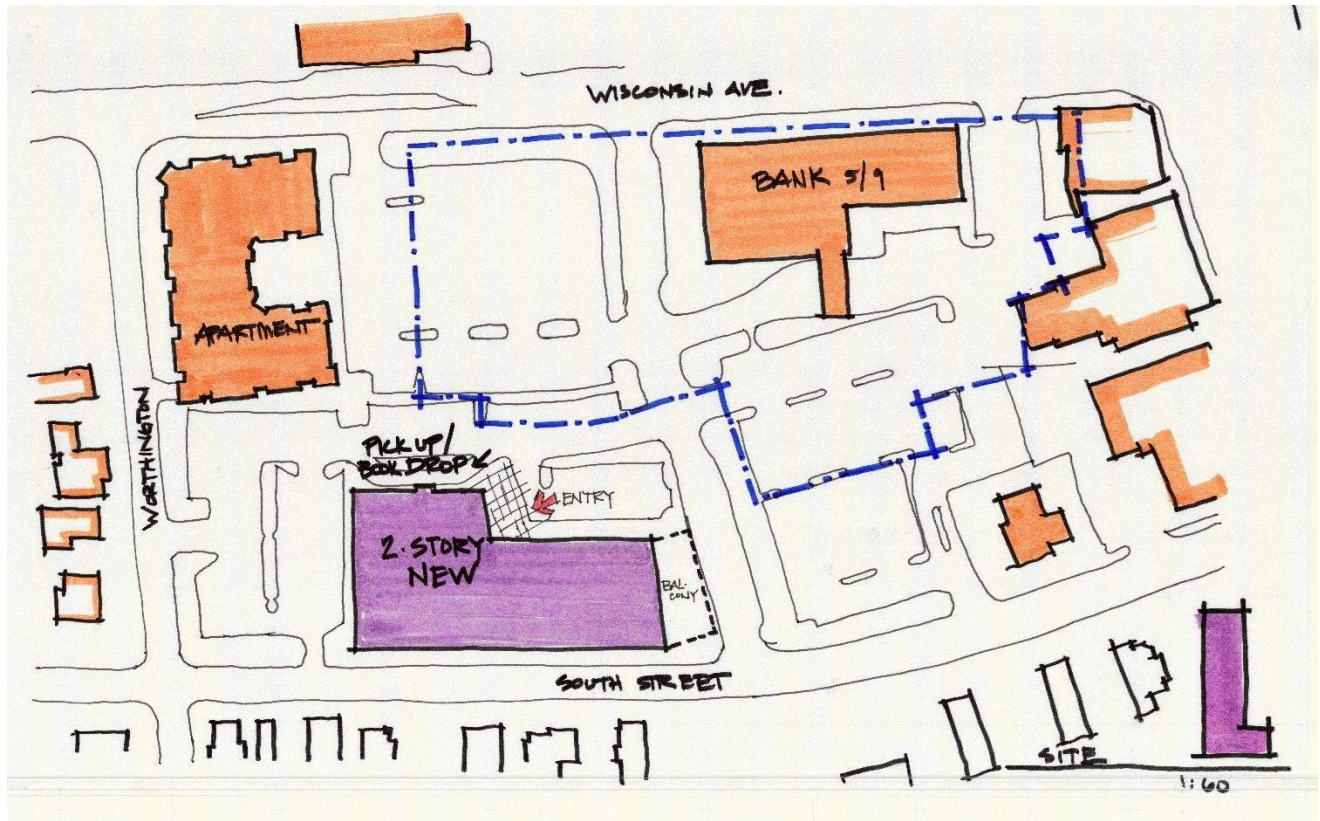 WISCONSIN AVE.
BANK 5/9
APARTMENT
WORTHINGTON
PICK UP/
BOOK DROP
ENTRY
2-STORY
NEW
BAL-
CONY
SOUTH STREET
SITE
1:60